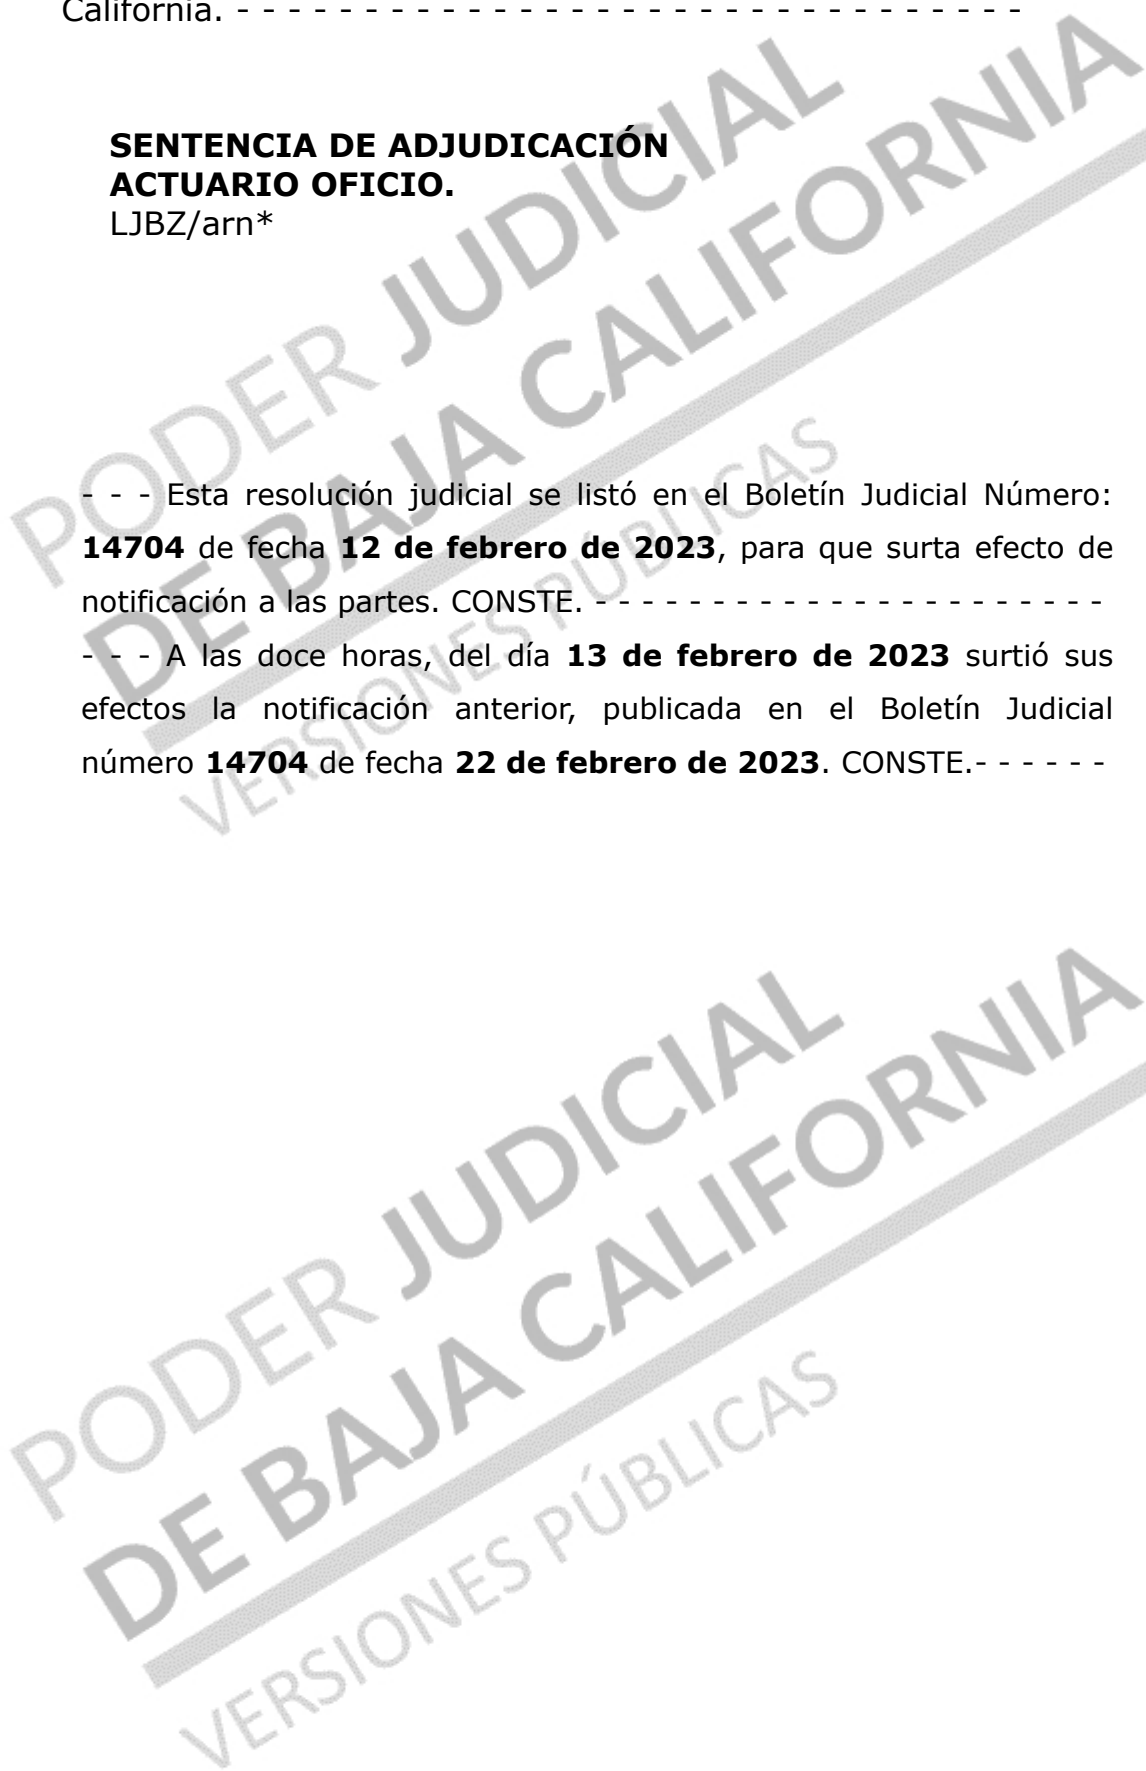 California. - - - - - - - - - - - - - - - - - - - - - - - - - - - - - - -
SENTENCIA DE ADJUDICACIÓN
ACTUARIO OFICIO.
LJBZ/arn*
- - - Esta resolución judicial se listó en el Boletín Judicial Número:
14704 de fecha 12 de febrero de 2023, para que surta efecto de
notificación a las partes. CONSTE. - - - - - - - - - - - - - - - - - - - - - -
- - - A las doce horas, del día 13 de febrero de 2023 surtió sus
efectos la notificación anterior, publicada en el Boletín Judicial
número 14704 de fecha 22 de febrero de 2023. CONSTE.- - - - - -
PODER JUDICIAL
DE BAJA CALIFORNIA
VERSIONES PÚBLICAS
PODER JUDICIAL
DE BAJA CALIFORNIA
VERSIONES PÚBLICAS